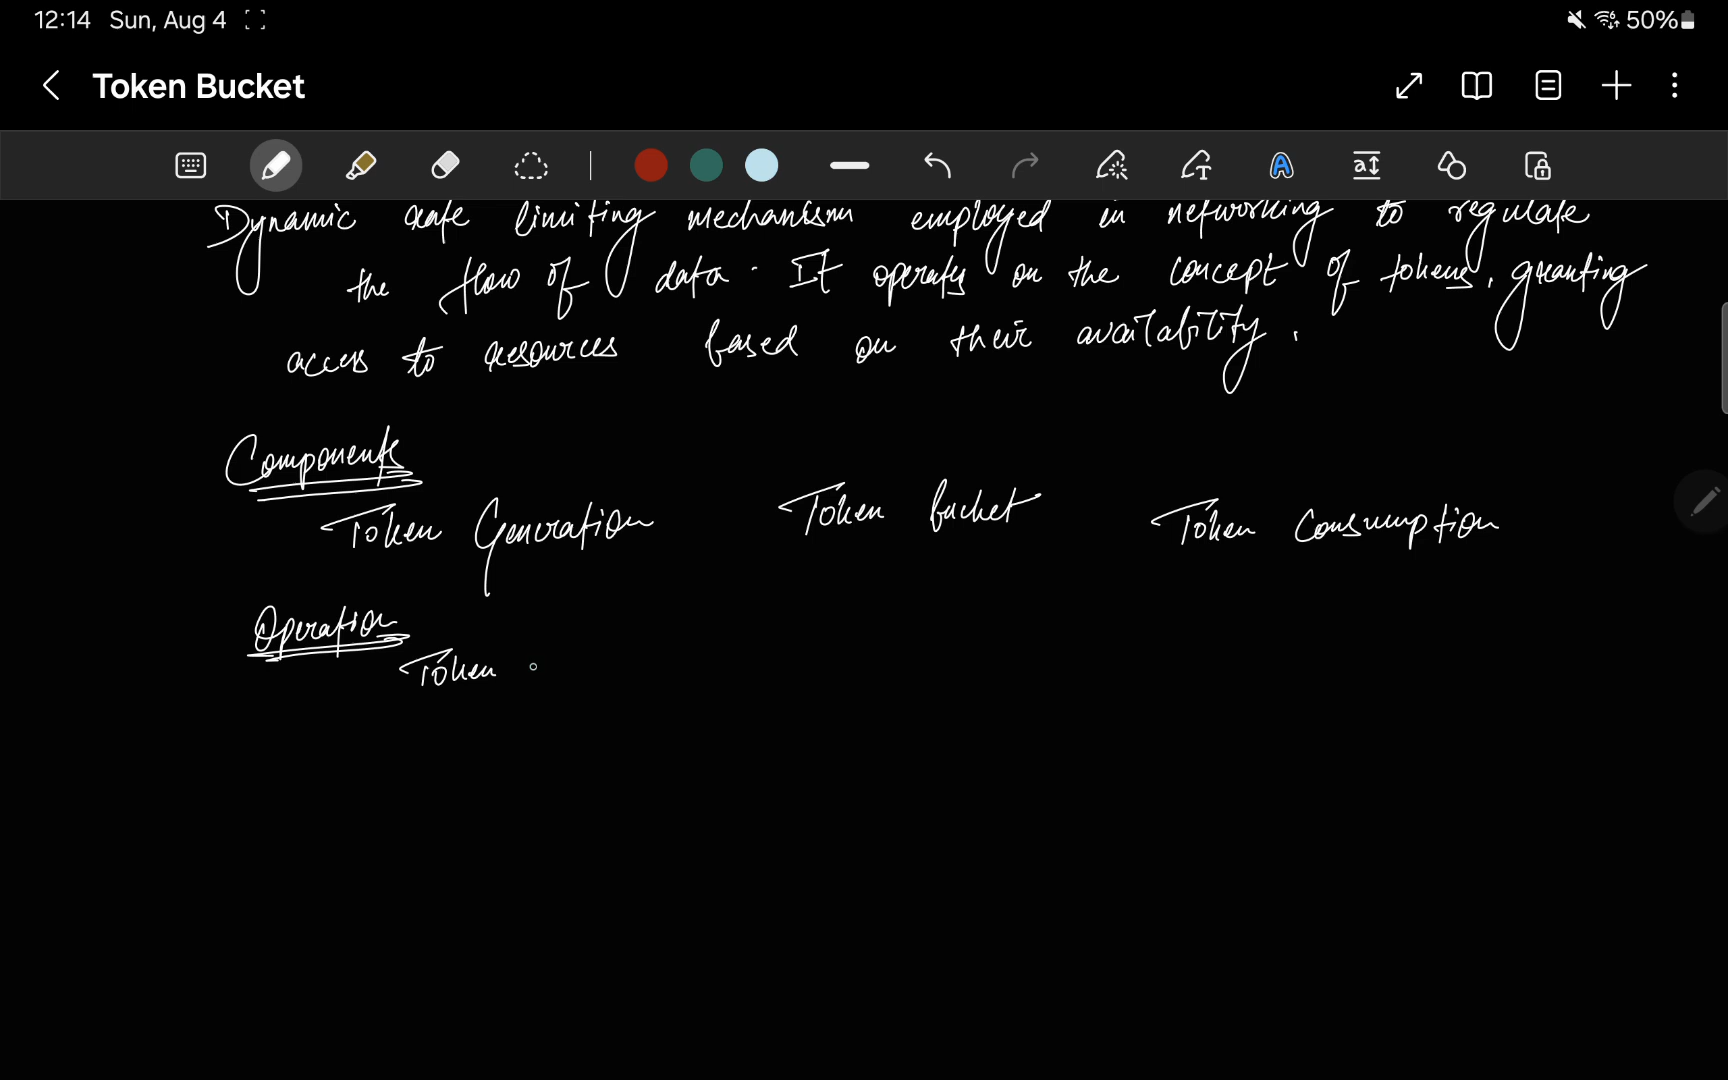 12:14 Sun, Aug 4 50%
Token Bucket
Dynamic rate limiting mechanism employed in networking to regulate
the flow of data. It operates on the concept of tokens, granting
access to resources based on their availability.
Components
Token Generation Token bucket Token Consumption
Operation
Token